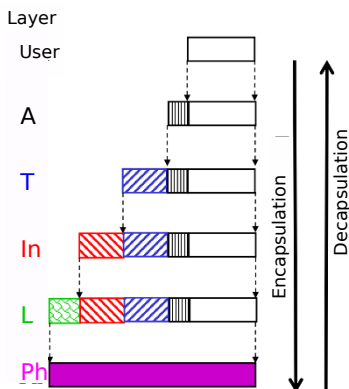 Layer
User
A
T
In
L
Ph
Encapsulation
Decapsulation